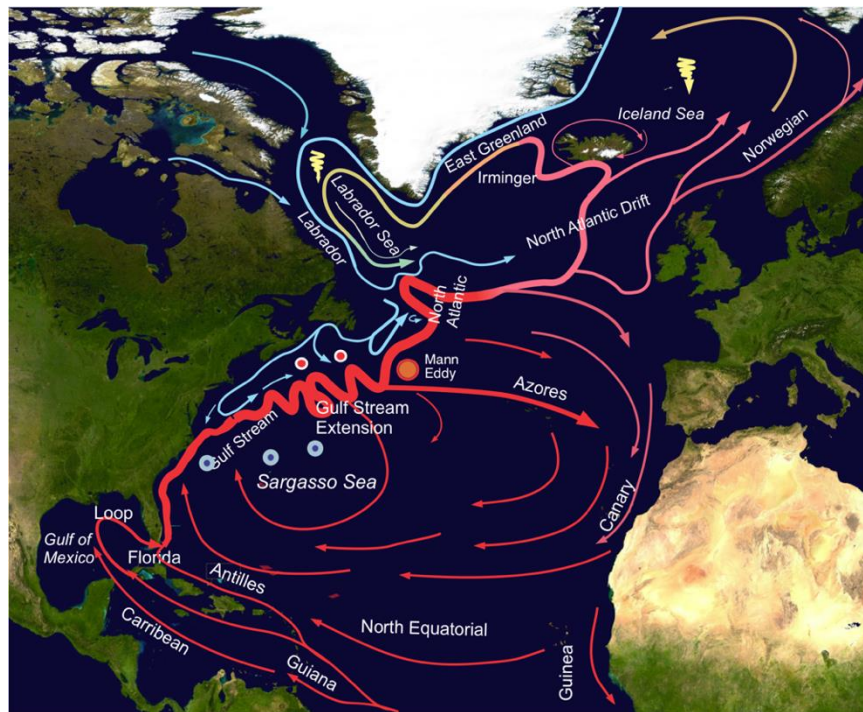 Iceland Sea
East Greenland
Norwegian
Irminger
Labrador Sea
Labrador
North Atlantic Drift
North
Atlantic
Mann
Eddy
Azores
Gulf Stream
Gulf Stream
Extension
Sargasso Sea
Canary
Loop
Gulf of
Mexico
Florida
Antilles
Carribean
North Equatorial
Guiana
Guinea